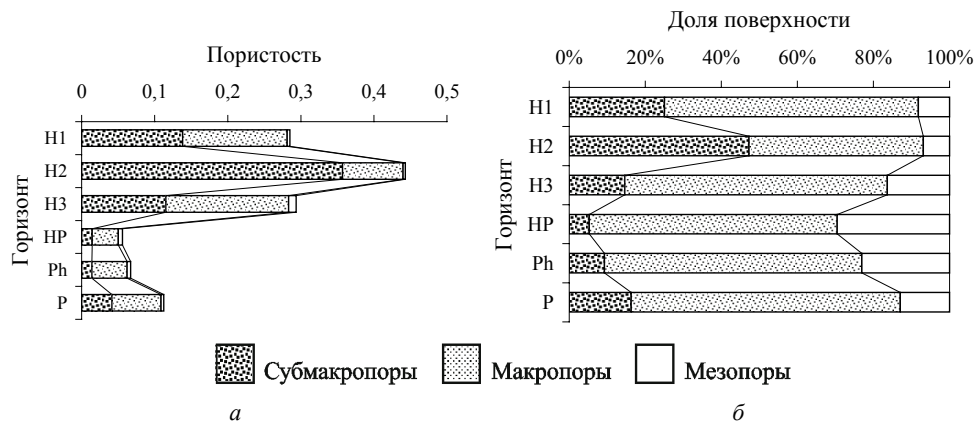 Пористость
0 0,1 0,2 0,3 0,4 0,5
Горизонт
H1
H2
H3
HP
Ph
P
Доля поверхности
0% 20% 40% 60% 80% 100%
Горизонт
H1
H2
H3
HP
Ph
P
Субмакропоры Макропоры Мезопоры
а б